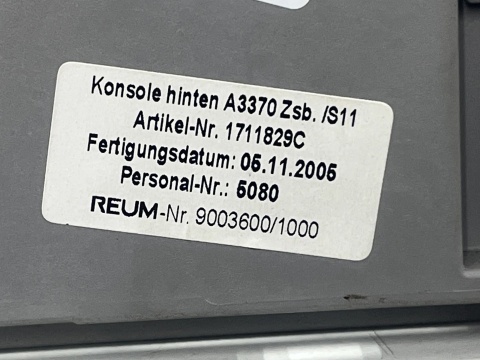 Konsole hinten A3370 Zsb. /S11
Artikel-Nr. 1711829C
Fertigungsdatum: 05.11.2005
Personal-Nr.: 5080
REUM-Nr. 9003600/1000